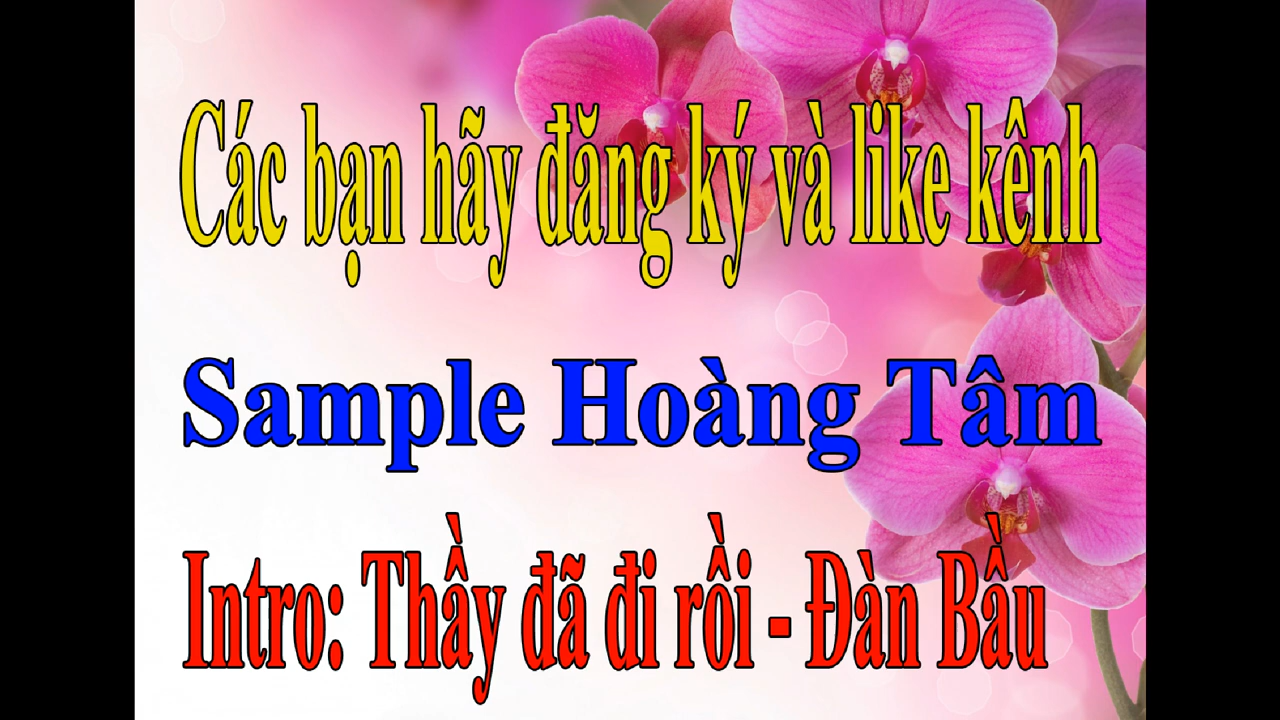 Các bạn hãy đăng ký và like kênh
Sample Hoàng Tâm
Intro: Thầy đã đi rồi - Đàn Bầu